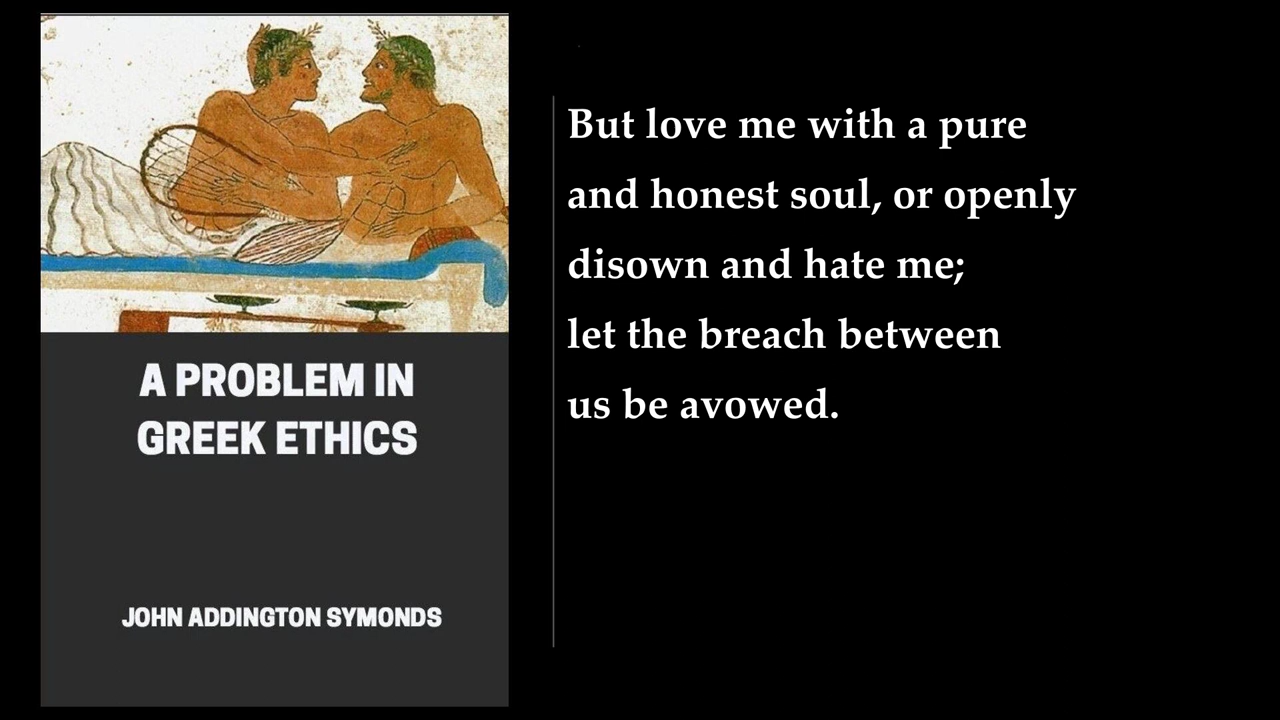 A PROBLEM IN
GREEK ETHICS
JOHN ADDINGTON SYMONDS
But love me with a pure
and honest soul, or openly
disown and hate me;
let the breach between
us be avowed.